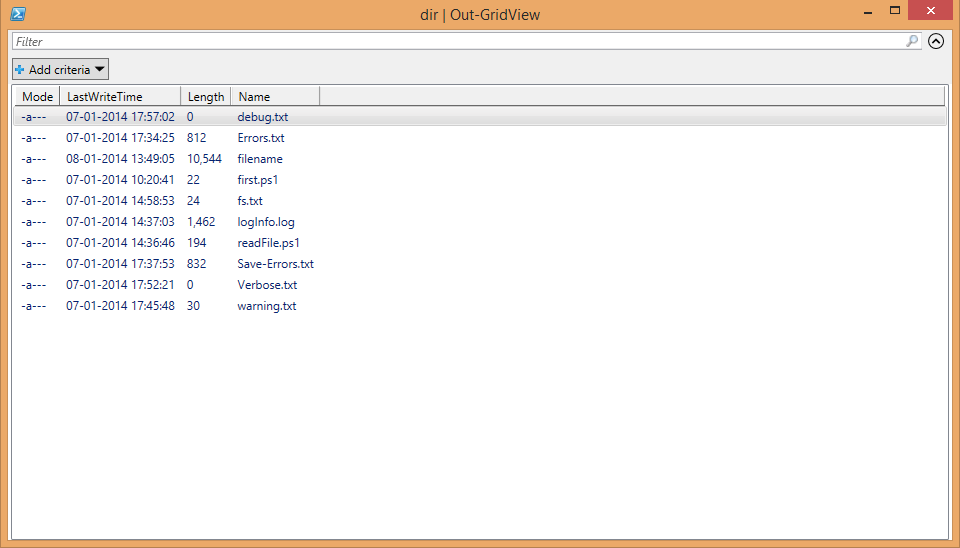 dir | Out-GridView
Filter
Add criteria
Mode LastWriteTime Length Name
-a--- 07-01-2014 17:57:02 0 debug.txt
-a--- 07-01-2014 17:34:25 812 Errors.txt
-a--- 08-01-2014 13:49:05 10,544 filename
-a--- 07-01-2014 10:20:41 22 first.ps1
-a--- 07-01-2014 14:58:53 24 fs.txt
-a--- 07-01-2014 14:37:03 1,462 logInfo.log
-a--- 07-01-2014 14:36:46 194 readFile.ps1
-a--- 07-01-2014 17:37:53 832 Save-Errors.txt
-a--- 07-01-2014 17:52:21 0 Verbose.txt
-a--- 07-01-2014 17:45:48 30 warning.txt